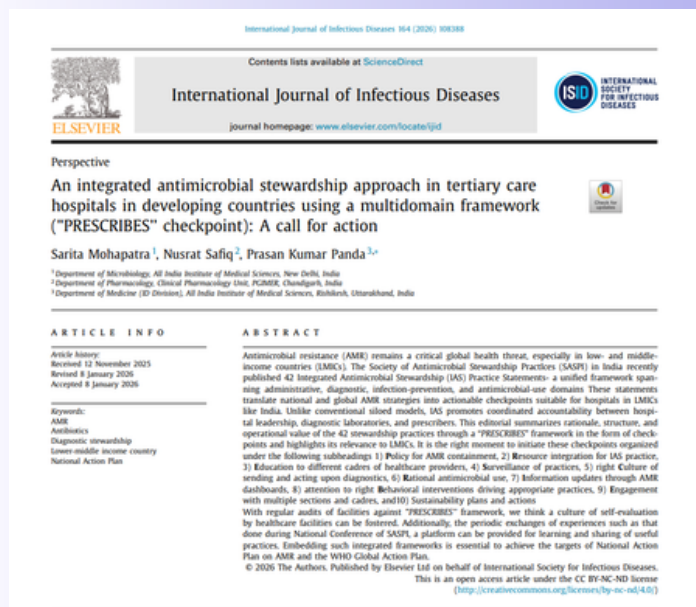 International Journal of Infectious Diseases 164 (2026) 108388
Contents lists available at ScienceDirect
International Journal of Infectious Diseases
journal homepage: www.elsevier.com/locate/ijid
ELSEVIER
ISID
INTERNATIONAL
SOCIETY
FOR INFECTIOUS
DISEASES
Perspective
An integrated antimicrobial stewardship approach in tertiary care
hospitals in developing countries using a multidomain framework
("PRESCRIBES" checkpoint): A call for action
Check for
updates
Sarita Mohapatra 1, Nusrat Safiq 2, Prasan Kumar Panda 3,*
1 Department of Microbiology, All India Institute of Medical Sciences, New Delhi, India
2 Department of Pharmacology, Clinical Pharmacology Unit, PGIMER, Chandigarh, India
3 Department of Medicine (ID Division), All India Institute of Medical Sciences, Rishikesh, Uttarakhand, India
ARTICLE INFO
Article history:
Received 12 November 2025
Revised 8 January 2026
Accepted 8 January 2026
Keywords:
AMR
Antibiotics
Diagnostic stewardship
Lower-middle income country
National Action Plan
ABSTRACT
Antimicrobial resistance (AMR) remains a critical global health threat, especially in low- and middle-
income countries (LMICs). The Society of Antimicrobial Stewardship Practices (SASPI) in India recently
published 42 Integrated Antimicrobial Stewardship (IAS) Practice Statements- a unified framework span-
ning administrative, diagnostic, infection-prevention, and antimicrobial-use domains These statements
translate national and global AMR strategies into actionable checkpoints suitable for hospitals in LMICs
like India. Unlike conventional siloed models, IAS promotes coordinated accountability between hospi-
tal leadership, diagnostic laboratories, and prescribers. This editorial summarizes rationale, structure, and
operational value of the 42 stewardship practices through a "PRESCRIBES" framework in the form of check-
points and highlights its relevance to LMICs. It is the right moment to initiate these checkpoints organized
under the following subheadings 1) Policy for AMR containment, 2) Resource integration for IAS practice,
3) Education to different cadres of healthcare providers, 4) Surveillance of practices, 5) right Culture of
sending and acting upon diagnostics, 6) Rational antimicrobial use, 7) Information updates through AMR
dashboards, 8) attention to right Behavioral interventions driving appropriate practices, 9) Engagement
with multiple sections and cadres, and10) Sustainability plans and actions
With regular audits of facilities against "PRESCRIBES" framework, we think a culture of self-evaluation
by healthcare facilities can be fostered. Additionally, the periodic exchanges of experiences such as that
done during National Conference of SASPI, a platform can be provided for learning and sharing of useful
practices. Embedding such integrated frameworks is essential to achieve the targets of National Action
Plan on AMR and the WHO Global Action Plan.
© 2026 The Authors. Published by Elsevier Ltd on behalf of International Society for Infectious Diseases.
This is an open access article under the CC BY-NC-ND license
(http://creativecommons.org/licenses/by-nc-nd/4.0/)